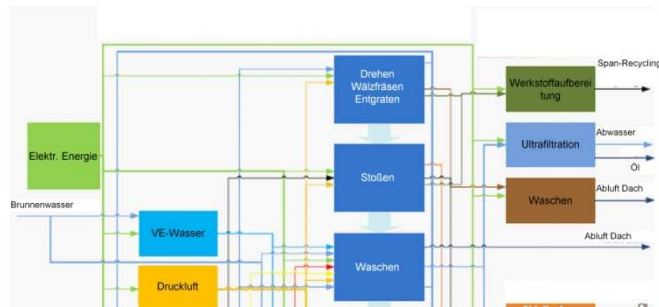 Span-Recycling
Drehen
Wälzfräsen
Entgraten
Werkstoffaufberei
tung
Elektr. Energie
Ultrafiltration
Abwasser
Öl
Stoßen
Waschen
Abluft Dach
Brunnenwasser
VE-Wasser
Waschen
Abluft Dach
Druckluft